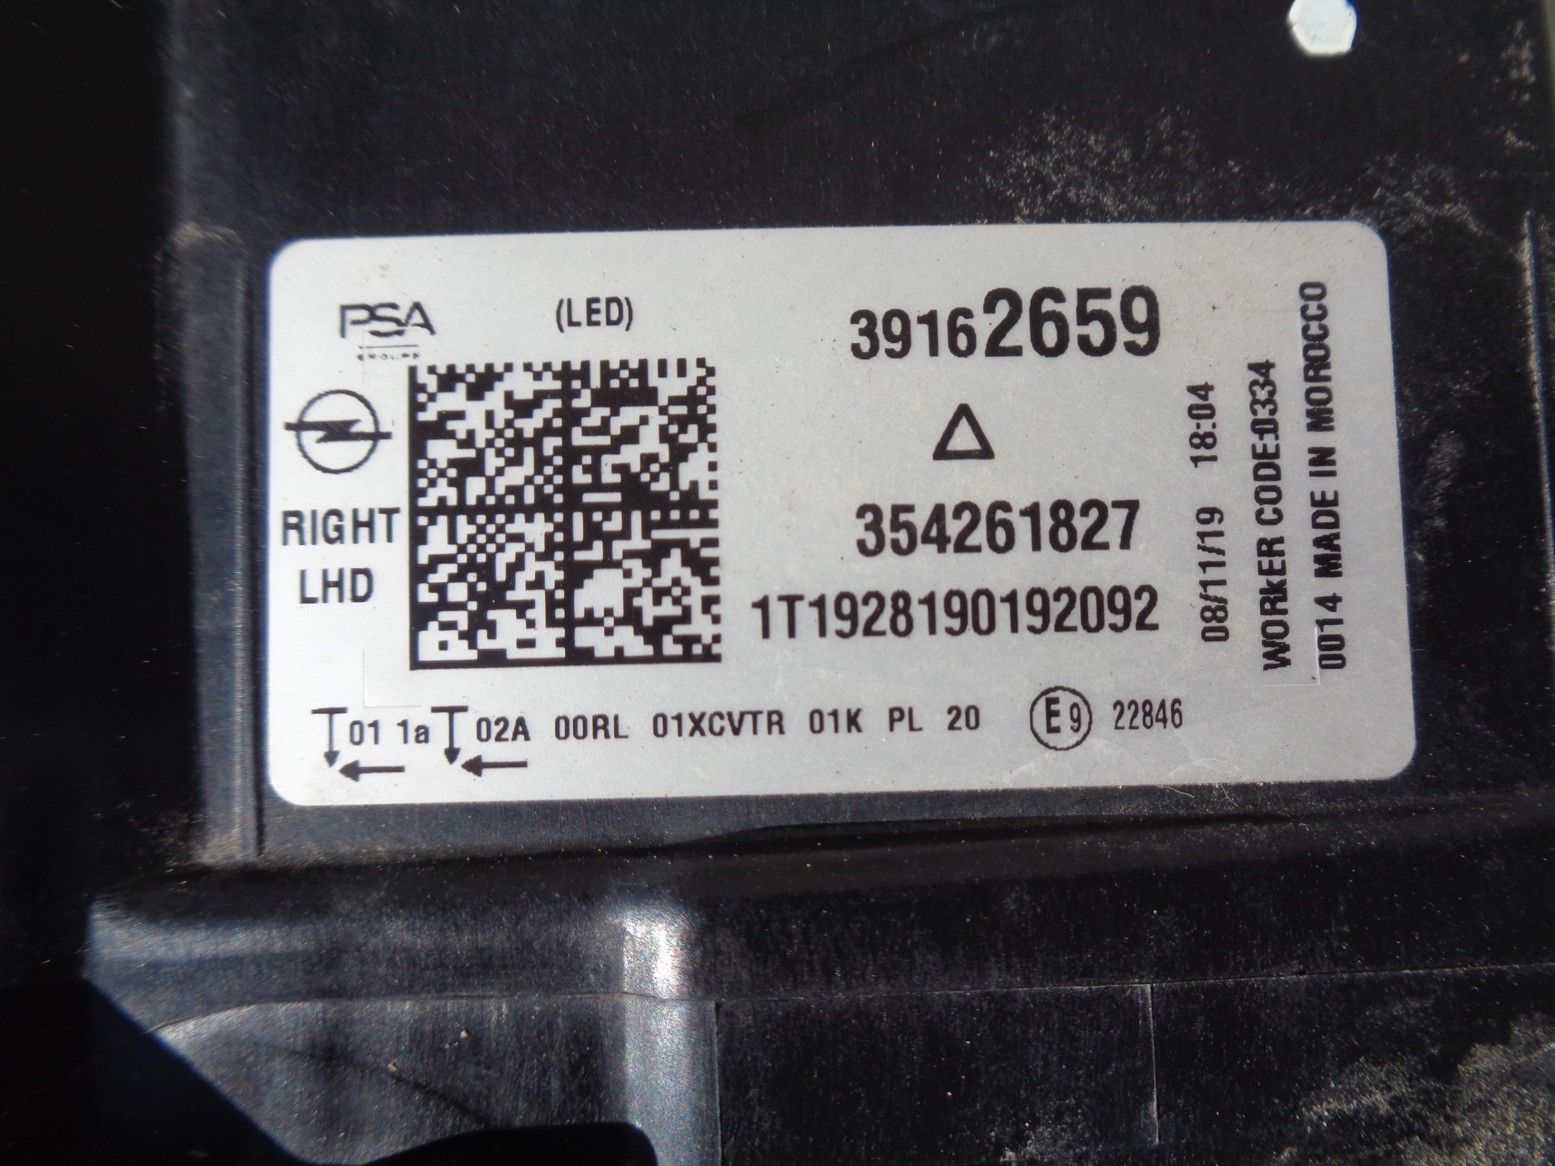 PSA
GROUPE
(LED)
39162659
RIGHT
LHD
354261827
1T1928190192092
01 1a 02A 00RL 01XCVTR 01K PL 20 E9 22846
08/11/19 18:04
WORKER CODE:0334
0014 MADE IN MOROCCO